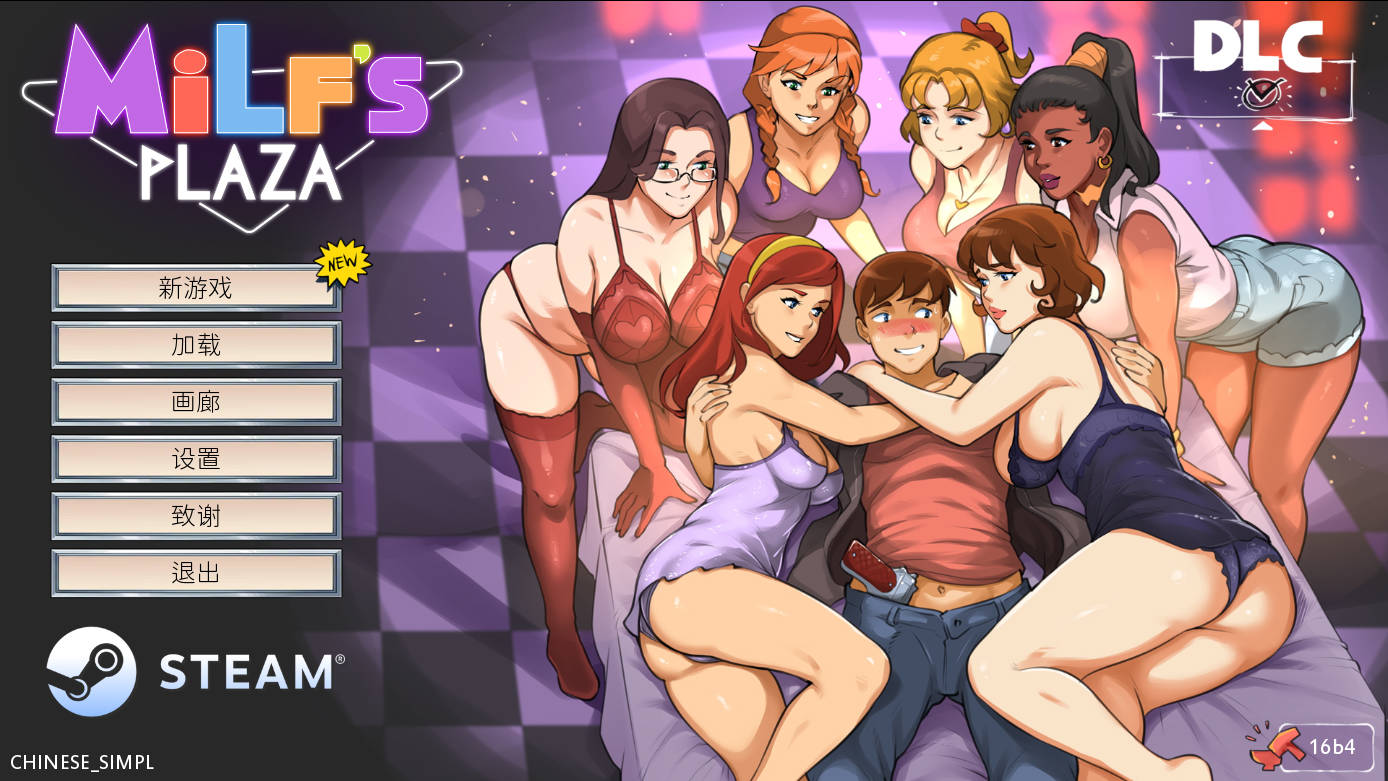 MiLF's
PLAZA
DLC
NEW
新游戏
加载
画廊
设置
致谢
退出
STEAM®
CHINESE_SIMPL
16b4